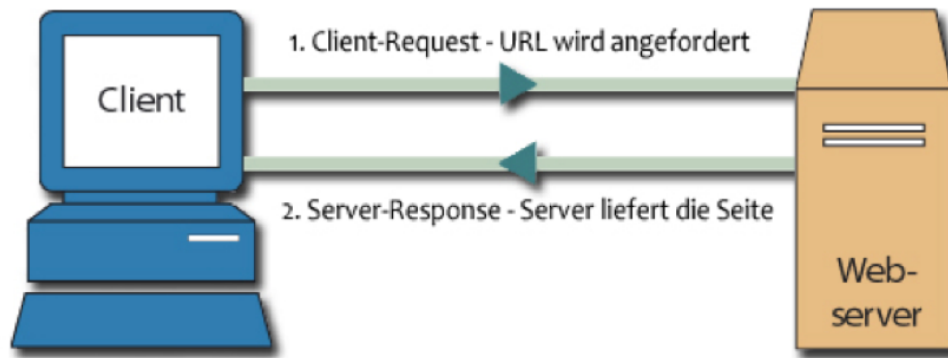 1. Client-Request - URL wird angefordert
Client
2. Server-Response - Server liefert die Seite
Web-
server